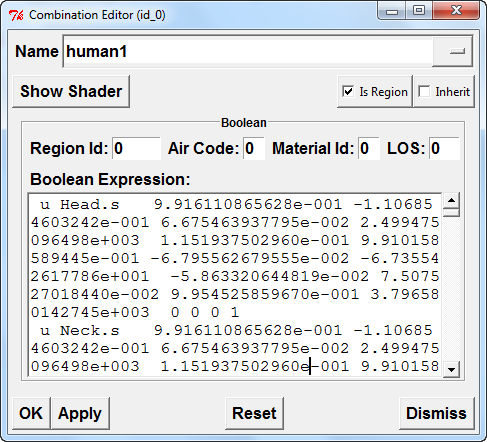 Combination Editor (id_0)
Name human1
Show Shader Is Region Inherit
Boolean
Region Id: 0 Air Code: 0 Material Id: 0 LOS: 0
Boolean Expression:
u Head.s 9.916110865628e-001 -1.10685
4603242e-001 6.675463937795e-002 2.499475
096498e+003 1.151937502960e-001 9.910158
589445e-001 -6.795562679555e-002 -6.73554
2617786e+001 -5.863320644819e-002 7.5075
27018440e-002 9.954525859670e-001 3.79658
0142745e+003 0 0 0 1
u Neck.s 9.916110865628e-001 -1.10685
4603242e-001 6.675463937795e-002 2.499475
096498e+003 1.151937502960e-001 9.910158
OK Apply Reset Dismiss